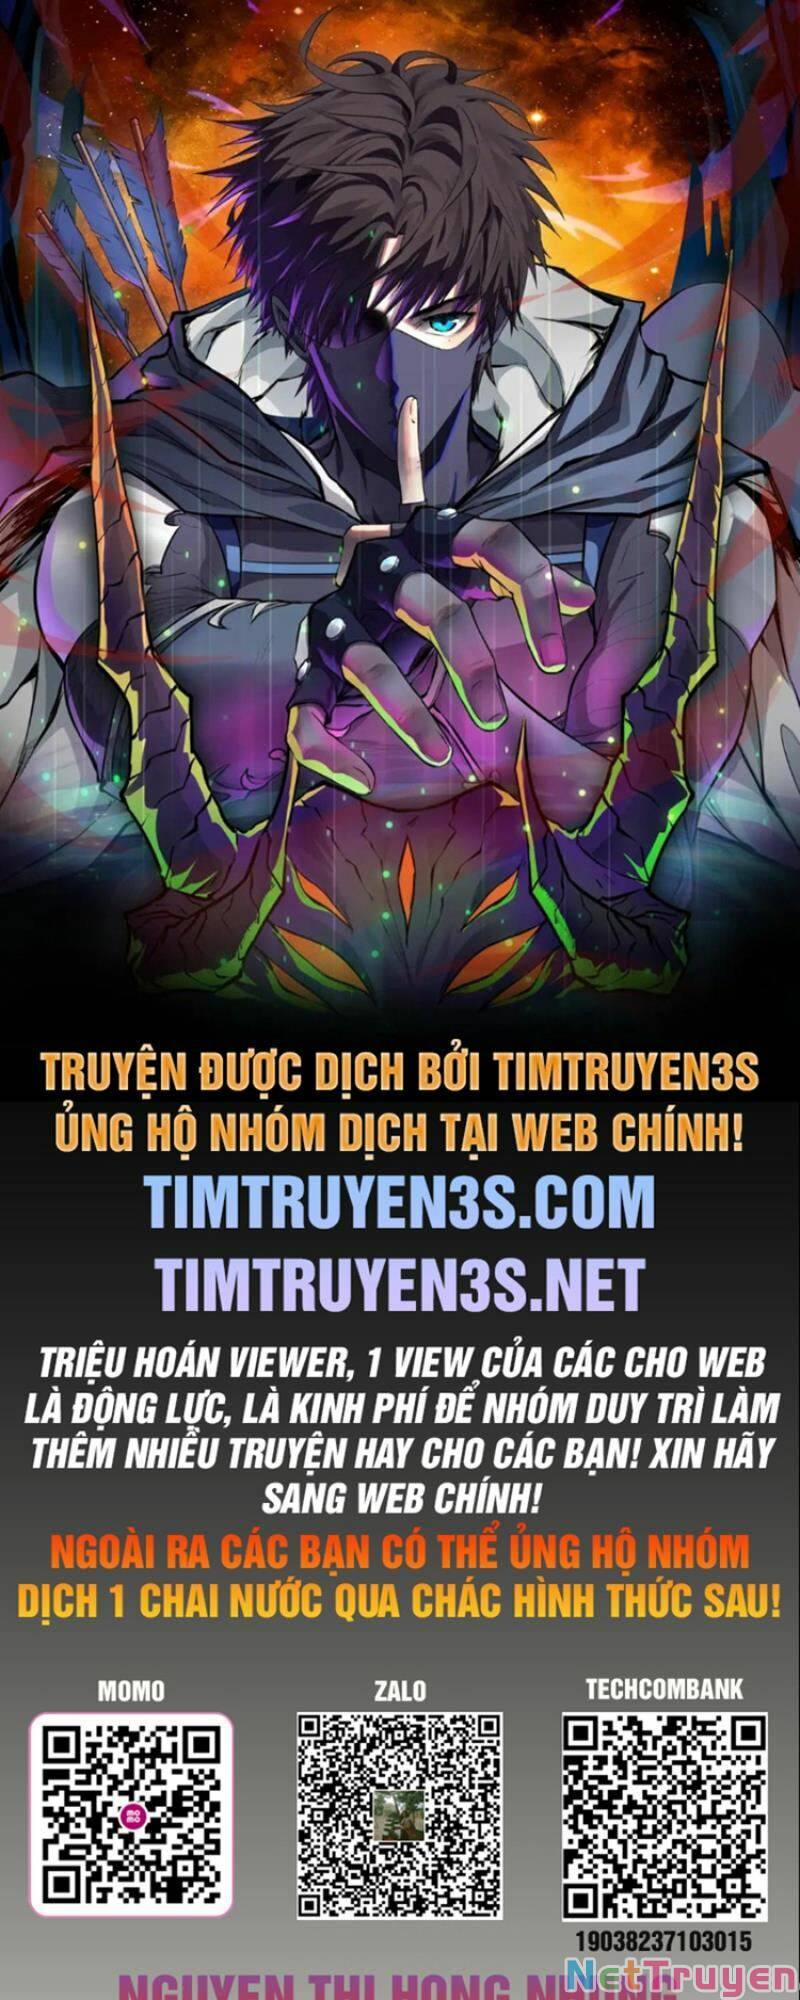 TRUYỆN ĐƯỢC DỊCH BỞI TIMTRUYEN3S
ỦNG HỘ NHÓM DỊCH TẠI WEB CHÍNH!
TIMTRUYEN3S.COM
TIMTRUYEN3S.NET
TRIỆU HOÁN VIEWER, 1 VIEW CỦA CÁC CHO WEB
LÀ ĐỘNG LỰC, LÀ KINH PHÍ ĐỂ NHÓM DUY TRÌ LÀM
THÊM NHIỀU TRUYỆN HAY CHO CÁC BẠN! XIN HÃY
SANG WEB CHÍNH!
NGOÀI RA CÁC BẠN CÓ THỂ ỦNG HỘ NHÓM
DỊCH 1 CHAI NƯỚC QUA CHÁC HÌNH THỨC SAU!
MOMO ZALO TECHCOMBANK
momo
19038237103015
NGUYEN THI HONG
NetTruyen